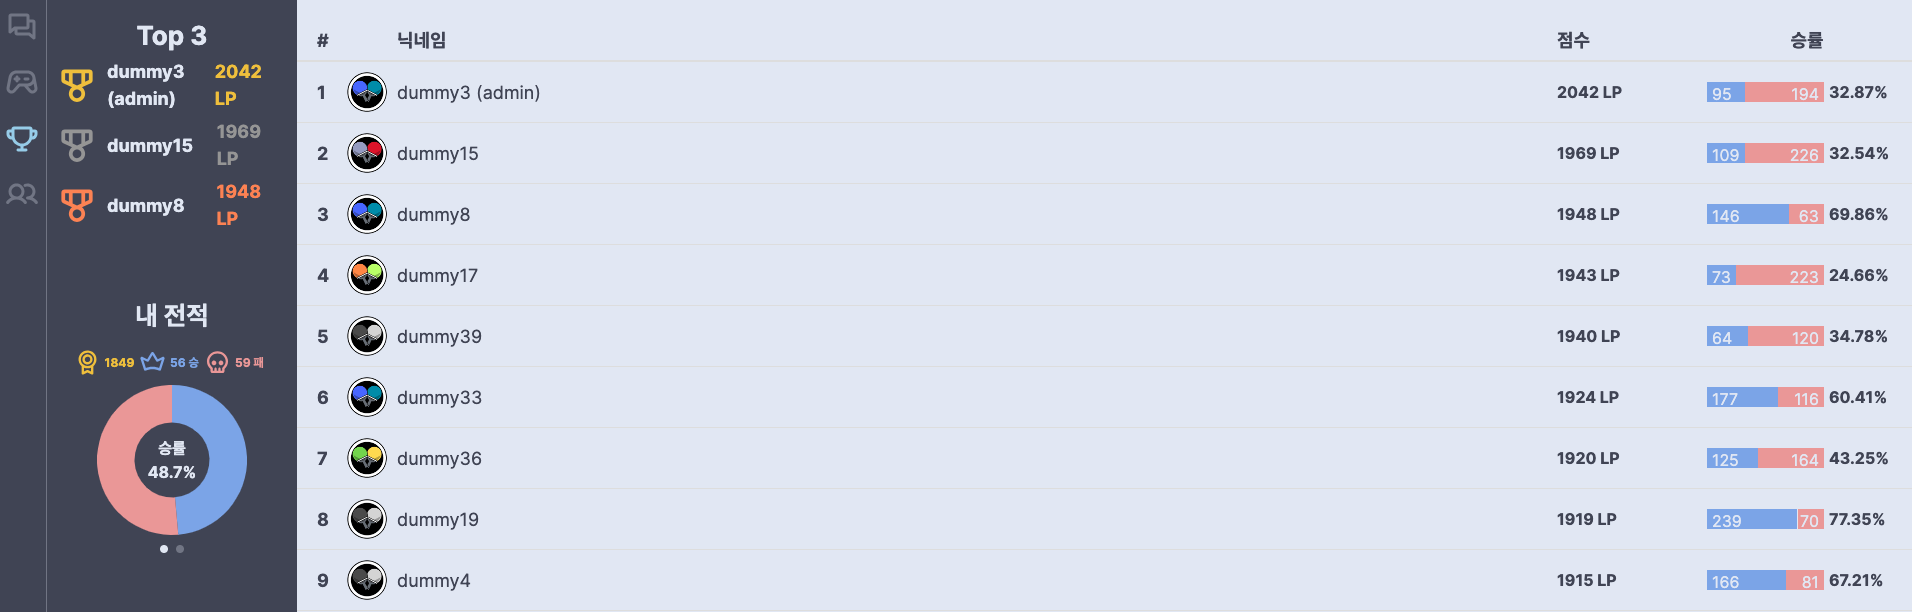 Top 3
dummy3 (admin) 2042 LP
dummy15 1969 LP
dummy8 1948 LP
내 전적
1849 56 승 59 패
승률
48.7%
# 닉네임 점수 승률
1 dummy3 (admin) 2042 LP 95 194 32.87%
2 dummy15 1969 LP 109 226 32.54%
3 dummy8 1948 LP 146 63 69.86%
4 dummy17 1943 LP 73 223 24.66%
5 dummy39 1940 LP 64 120 34.78%
6 dummy33 1924 LP 177 116 60.41%
7 dummy36 1920 LP 125 164 43.25%
8 dummy19 1919 LP 239 70 77.35%
9 dummy4 1915 LP 166 81 67.21%